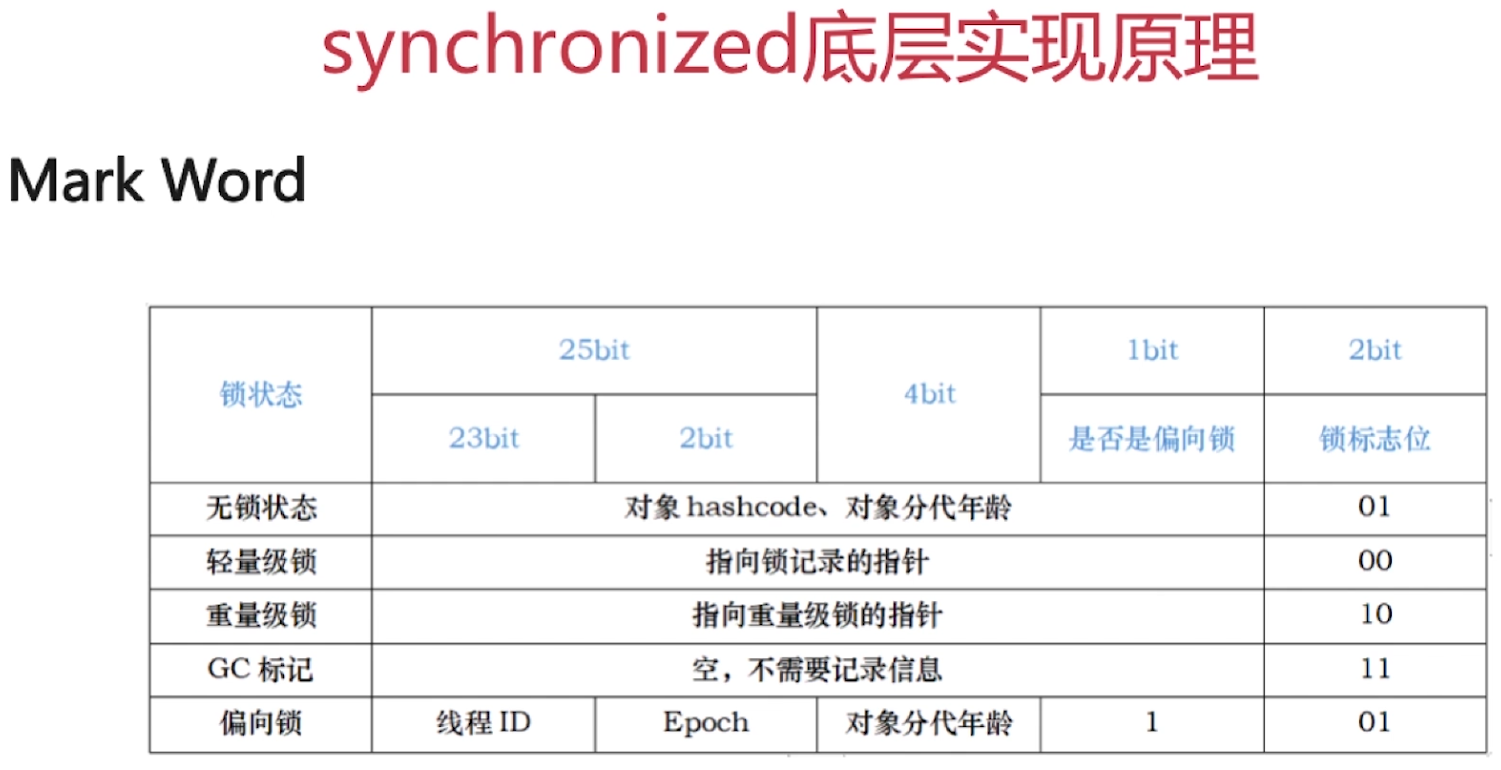 synchronized底层实现原理
Mark Word
锁状态 25bit 4bit 1bit 2bit
23bit 2bit 是否是偏向锁 锁标志位
无锁状态 对象 hashcode、对象分代年龄 01
轻量级锁 指向锁记录的指针 00
重量级锁 指向重量级锁的指针 10
GC 标记 空，不需要记录信息 11
偏向锁 线程 ID Epoch 对象分代年龄 1 01